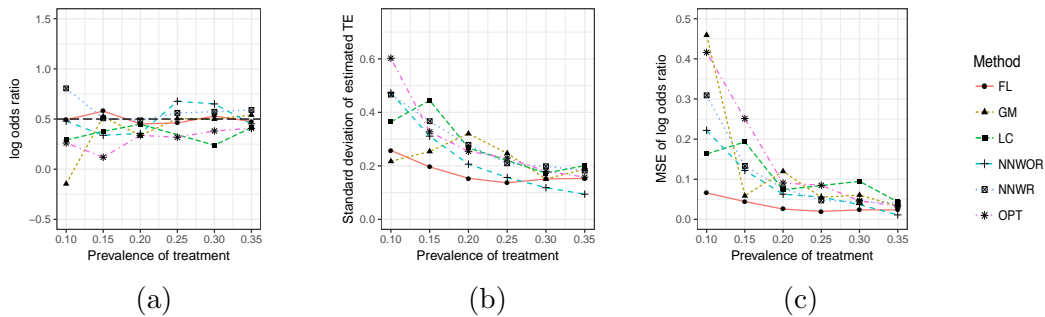 log odds ratio
1.5
1.0
0.5
0.0
−0.5
0.10 0.15 0.20 0.25 0.30 0.35
Prevalence of treatment
(a)
Standard deviation of estimated TE
0.6
0.4
0.2
0.0
0.10 0.15 0.20 0.25 0.30 0.35
Prevalence of treatment
(b)
MSE of log odds ratio
0.5
0.4
0.3
0.2
0.1
0.0
0.10 0.15 0.20 0.25 0.30 0.35
Prevalence of treatment
(c)
Method
FL
GM
LC
NNWOR
NNWR
OPT